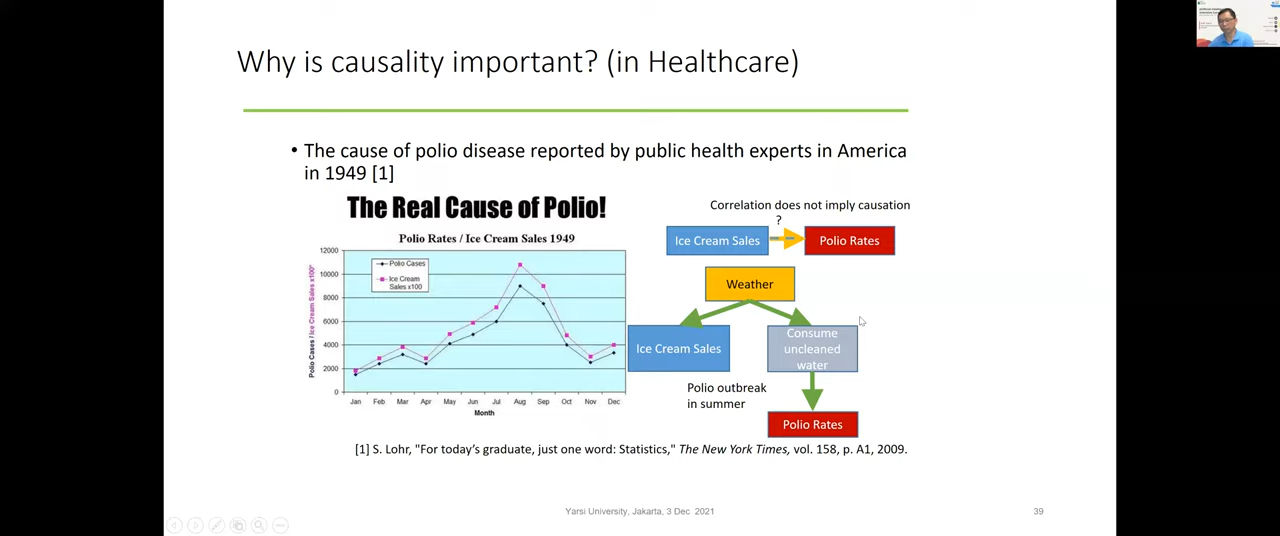 Why is causality important? (in Healthcare)
• The cause of polio disease reported by public health experts in America
in 1949 [1]
The Real Cause of Polio!
Polio Rates / Ice Cream Sales 1949
Polio Cases / Ice Cream Sales x100*
12000
10000
8000
6000
4000
2000
0
Polio Cases
Ice Cream
Sales x100
Jan Feb Mar Apr May Jun Jul Aug Sep Oct Nov Dec
Month
Correlation does not imply causation
?
Ice Cream Sales
Polio Rates
Weather
Ice Cream Sales
Consume
uncleaned
water
Polio outbreak
in summer
Polio Rates
[1] S. Lohr, "For today's graduate, just one word: Statistics," The New York Times, vol. 158, p. A1, 2009.
Yarsi University, Jakarta, 3 Dec 2021
39